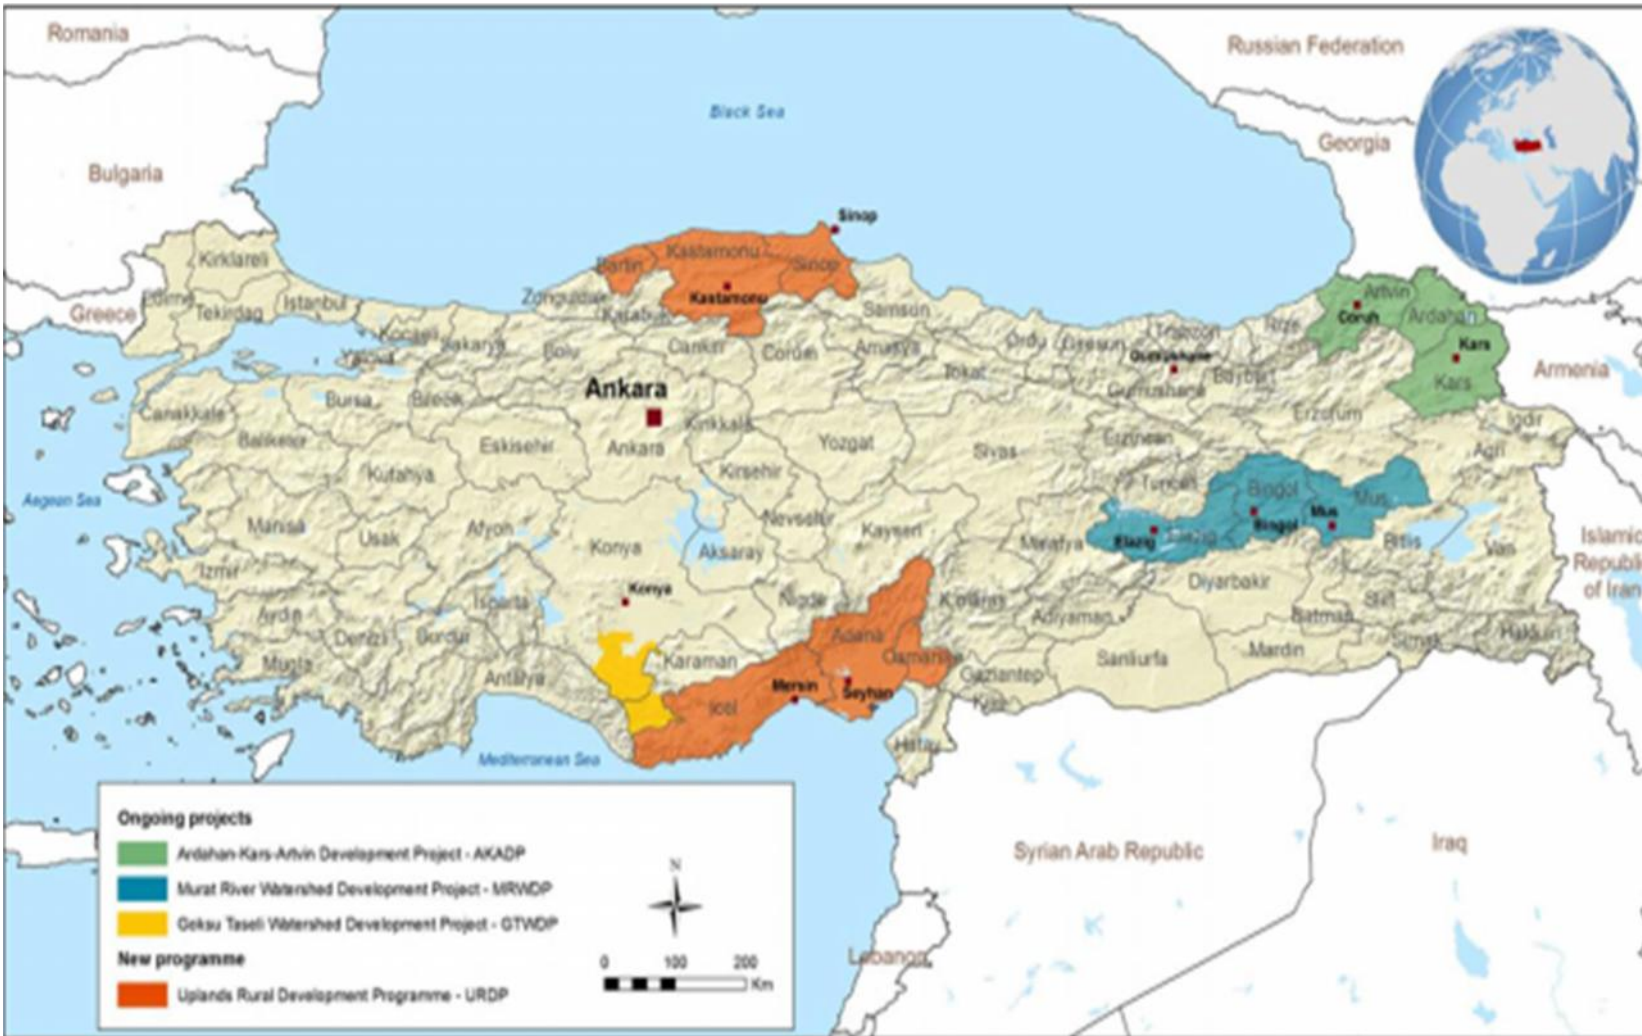 Romania
Russian Federation
Black Sea
Georgia
Bulgaria
Sinop
Kirklareli
Kastamonu
Bartin
Sinop
Edirne
Istanbul
Zonguldak
Kastamonu
Artvin
Greece
Tekirdag
Karabuk
Samsun
Coruh
Ardahan
Kocaeli
Sakarya
Trabzon
Rize
Yalova
Bolu
Cankiri
Corum
Amasya
Ordu
Giresun
Kars
Gumushane
Armenia
Ankara
Tokat
Gumushane
Bayburt
Kars
Canakkale
Bursa
Bilecik
Erzurum
Igdir
Balikesir
Eskisehir
Ankara
Kirikkale
Yozgat
Sivas
Erzincan
Agri
Kutahya
Kirsehir
Tunceli
Bingol
Mus
Aegean Sea
Manisa
Usak
Afyon
Nevsehir
Kayseri
Mus
Bingol
Konya
Aksaray
Malatya
Elazig
Elazig
Bitlis
Van
Islamic
Republic
of Iran
Izmir
Diyarbakir
Konya
Nigde
K.maras
Siirt
Aydin
Isparta
Adiyaman
Batman
Denizli
Burdur
Adana
Sirnak
Hakkari
Mugla
Karaman
Osmaniye
Sanliurfa
Mardin
Antalya
Gaziantep
Mersin
Seyhan
Icel
Kilis
Hatay
Mediterranean Sea
Ongoing projects
Ardahan-Kars-Artvin Development Project - AKADP
Murat River Watershed Development Project - MRWDP
Goksu Taseli Watershed Development Project - GTWDP
New programme
Uplands Rural Development Programme - URDP
N
0 100 200
Km
Syrian Arab Republic
Iraq
Lebanon